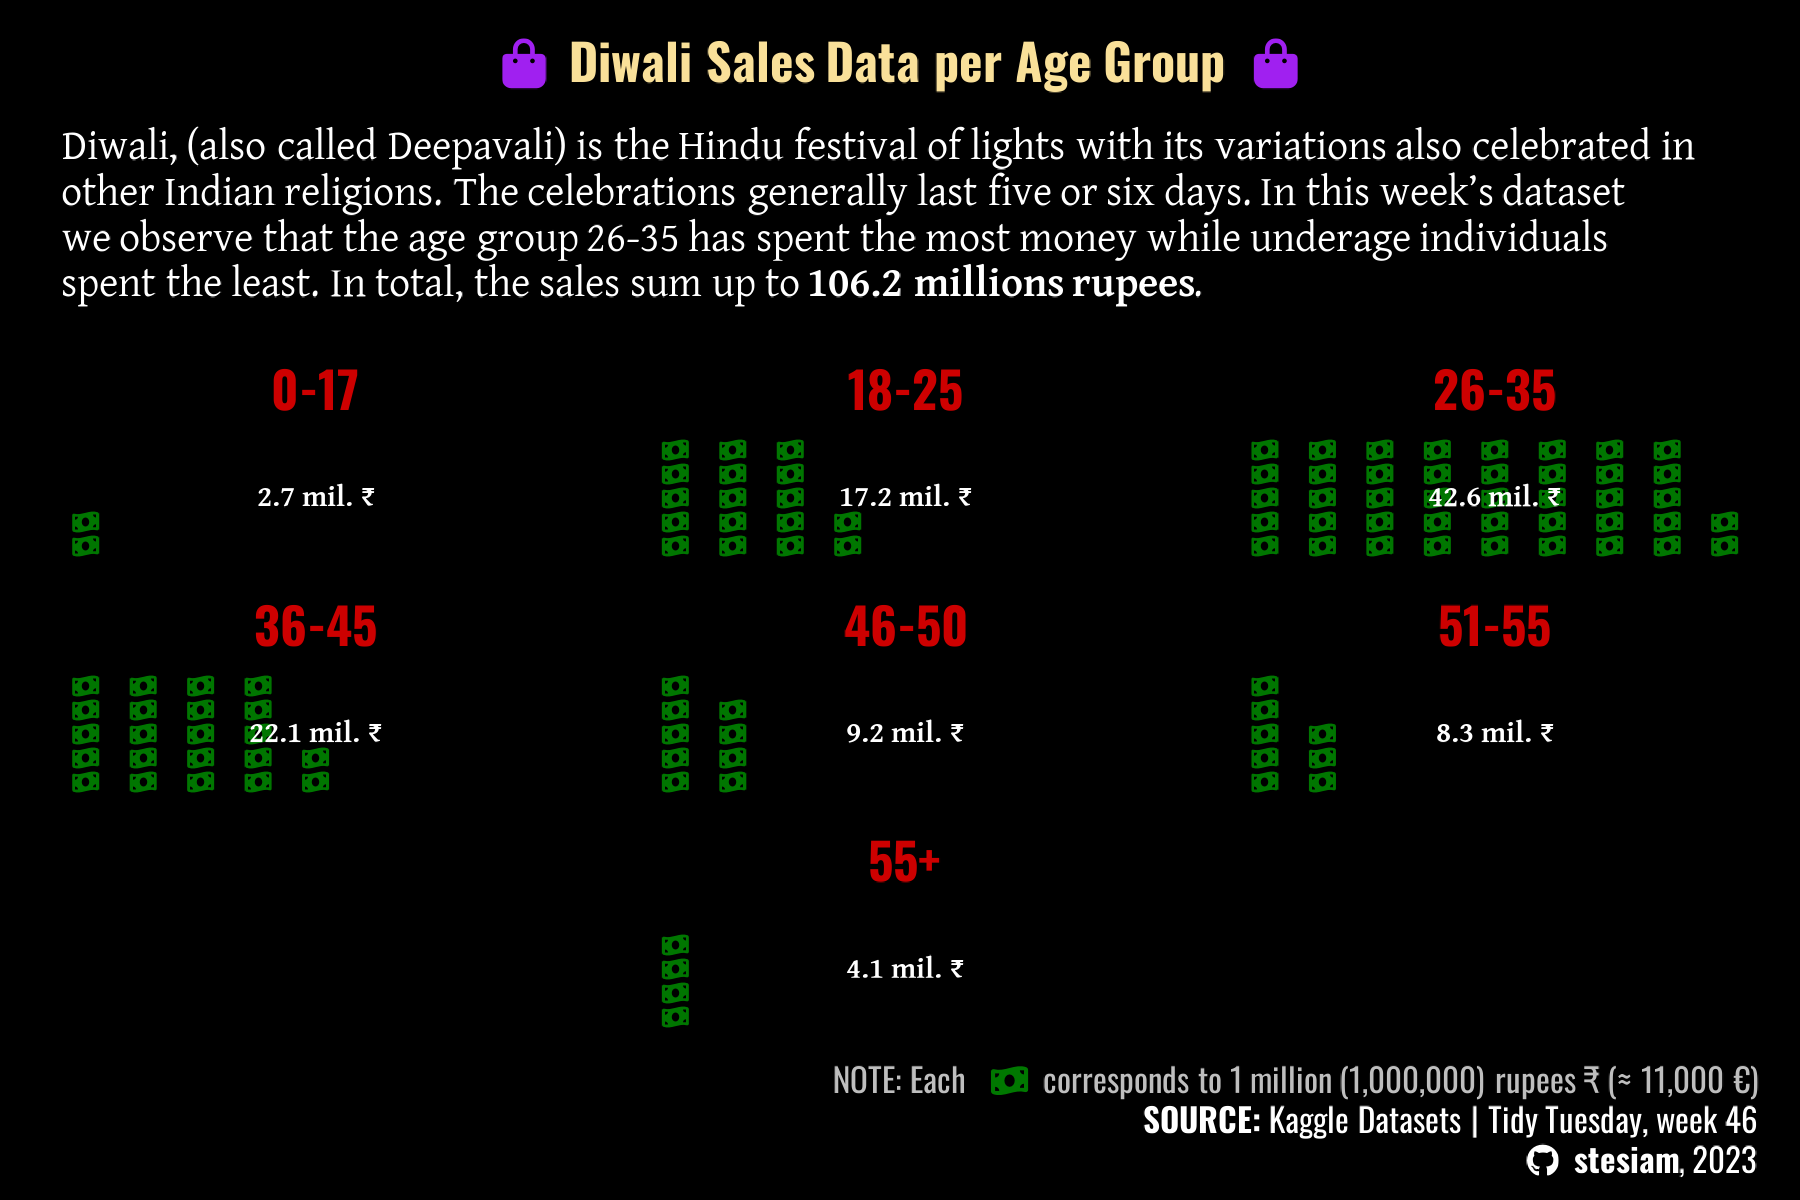 Diwali Sales Data per Age Group
Diwali, (also called Deepavali) is the Hindu festival of lights with its variations also celebrated in
other Indian religions. The celebrations generally last five or six days. In this week’s dataset
we observe that the age group 26-35 has spent the most money while underage individuals
spent the least. In total, the sales sum up to 106.2 millions rupees.
0-17
18-25
26-35
2.7 mil. ₹
17.2 mil. ₹
42.6 mil. ₹
36-45
46-50
51-55
22.1 mil. ₹
9.2 mil. ₹
8.3 mil. ₹
55+
4.1 mil. ₹
NOTE: Each corresponds to 1 million (1,000,000) rupees ₹ (≈ 11,000 €)
SOURCE: Kaggle Datasets | Tidy Tuesday, week 46
stesiam, 2023